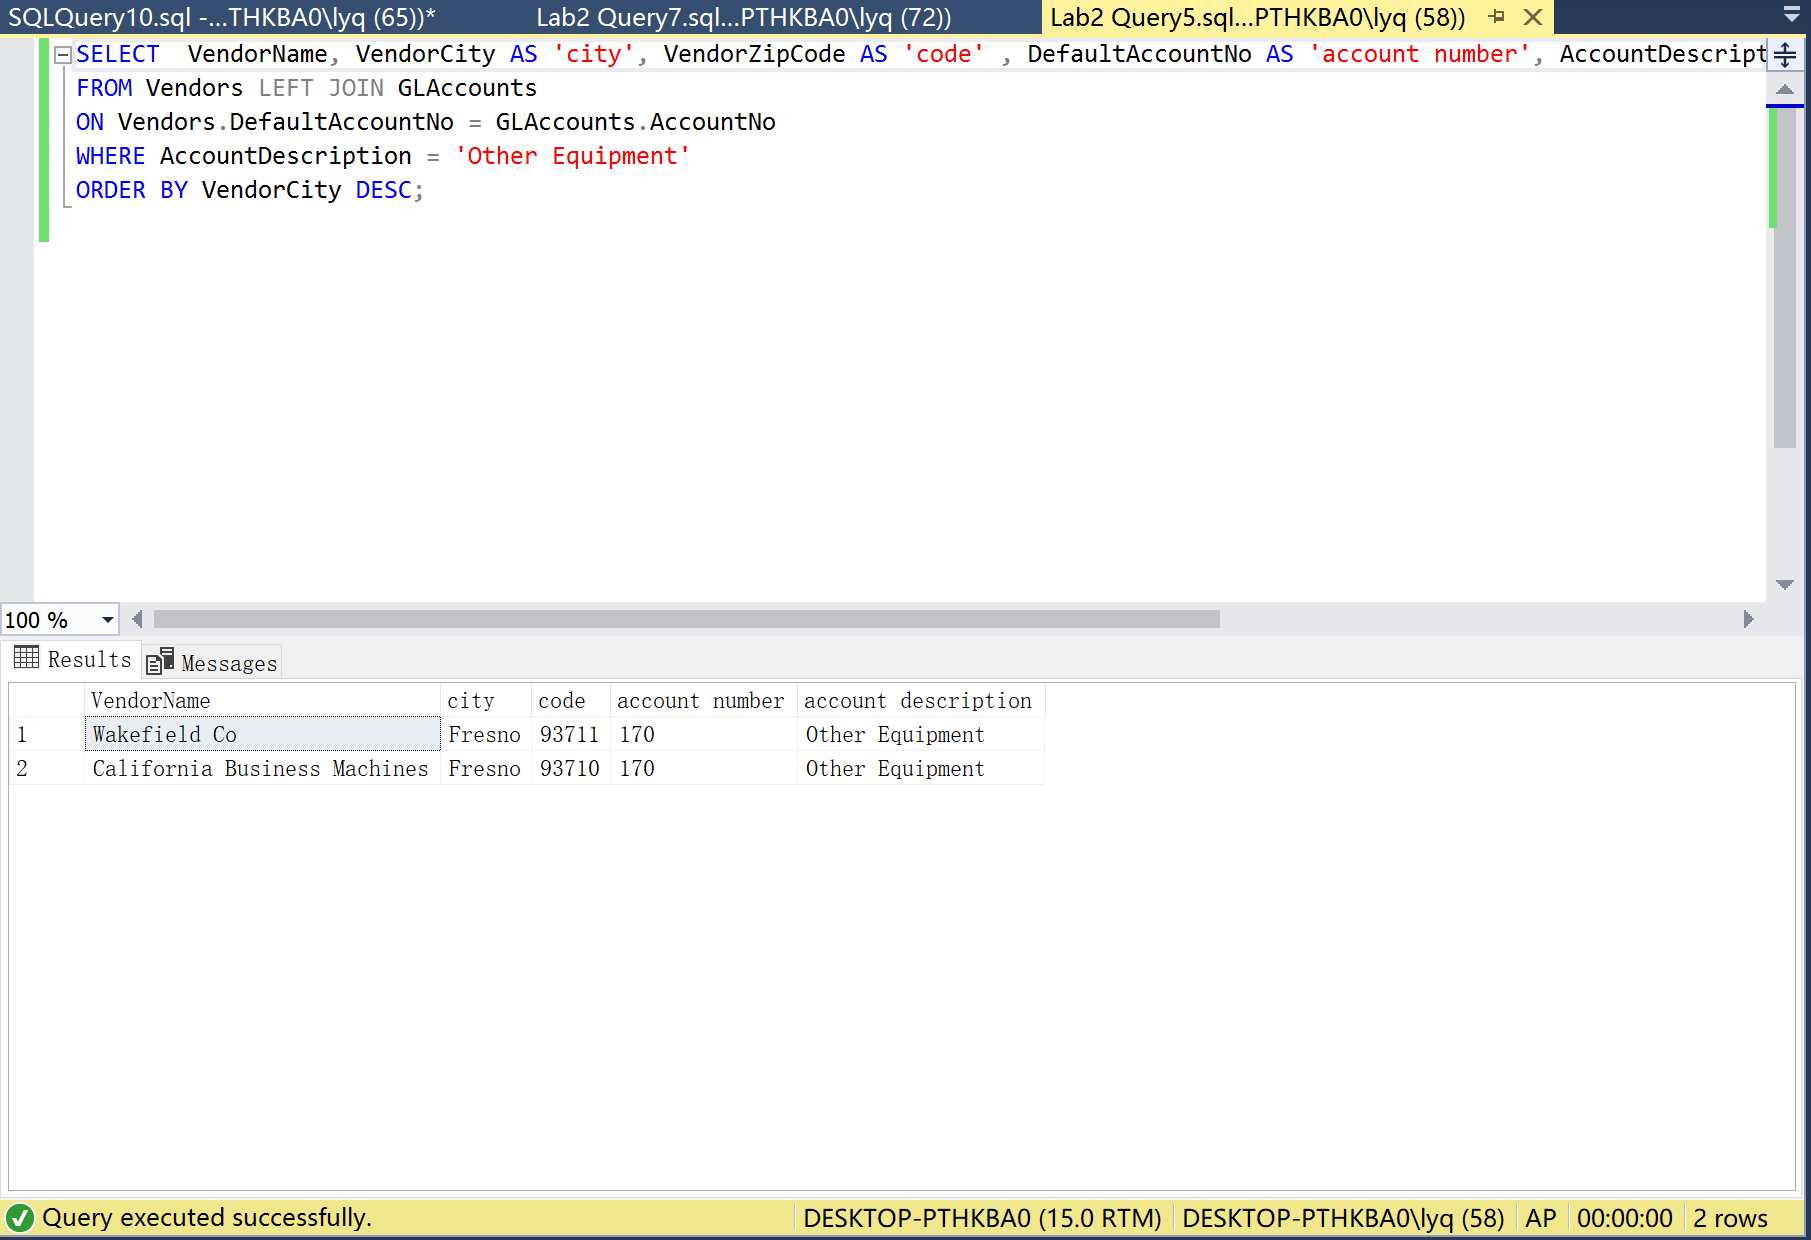 SQLQuery10.sql -...THKBA0\lyq (65))* Lab2 Query7.sql...PTHKBA0\lyq (72)) Lab2 Query5.sql...PTHKBA0\lyq (58))
SELECT  VendorName, VendorCity AS 'city', VendorZipCode AS 'code' , DefaultAccountNo AS 'account number', AccountDescript
FROM Vendors LEFT JOIN GLAccounts
ON Vendors.DefaultAccountNo = GLAccounts.AccountNo
WHERE AccountDescription = 'Other Equipment'
ORDER BY VendorCity DESC;
100 %
Results Messages
VendorName city code account number account description
1 Wakefield Co Fresno 93711 170 Other Equipment
2 California Business Machines Fresno 93710 170 Other Equipment
Query executed successfully. DESKTOP-PTHKBA0 (15.0 RTM) DESKTOP-PTHKBA0\lyq (58) AP 00:00:00 2 rows